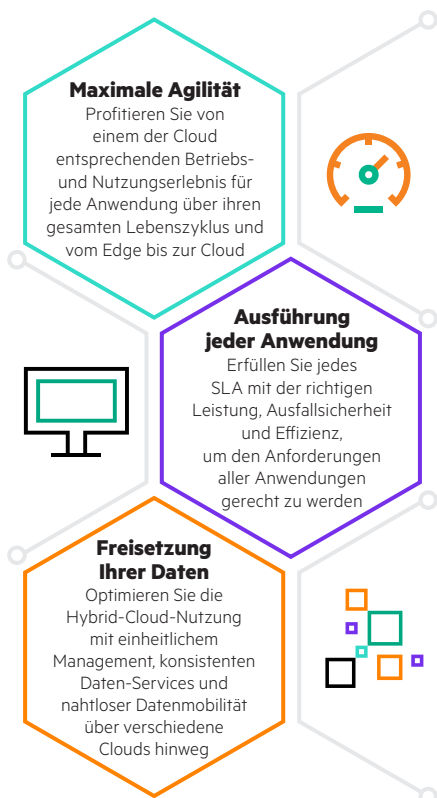 Maximale Agilität
Profitieren Sie von
einem der Cloud
entsprechenden Betriebs-
und Nutzungserlebnis für
jede Anwendung über ihren
gesamten Lebenszyklus und
vom Edge bis zur Cloud
Ausführung
jeder Anwendung
Erfüllen Sie jedes
SLA mit der richtigen
Leistung, Ausfallsicherheit
und Effizienz,
um den Anforderungen
aller Anwendungen
gerecht zu werden
Freisetzung
Ihrer Daten
Optimieren Sie die
Hybrid-Cloud-Nutzung
mit einheitlichem
Management, konsistenten
Daten-Services und
nahtloser Datenmobilität
über verschiedene
Clouds hinweg